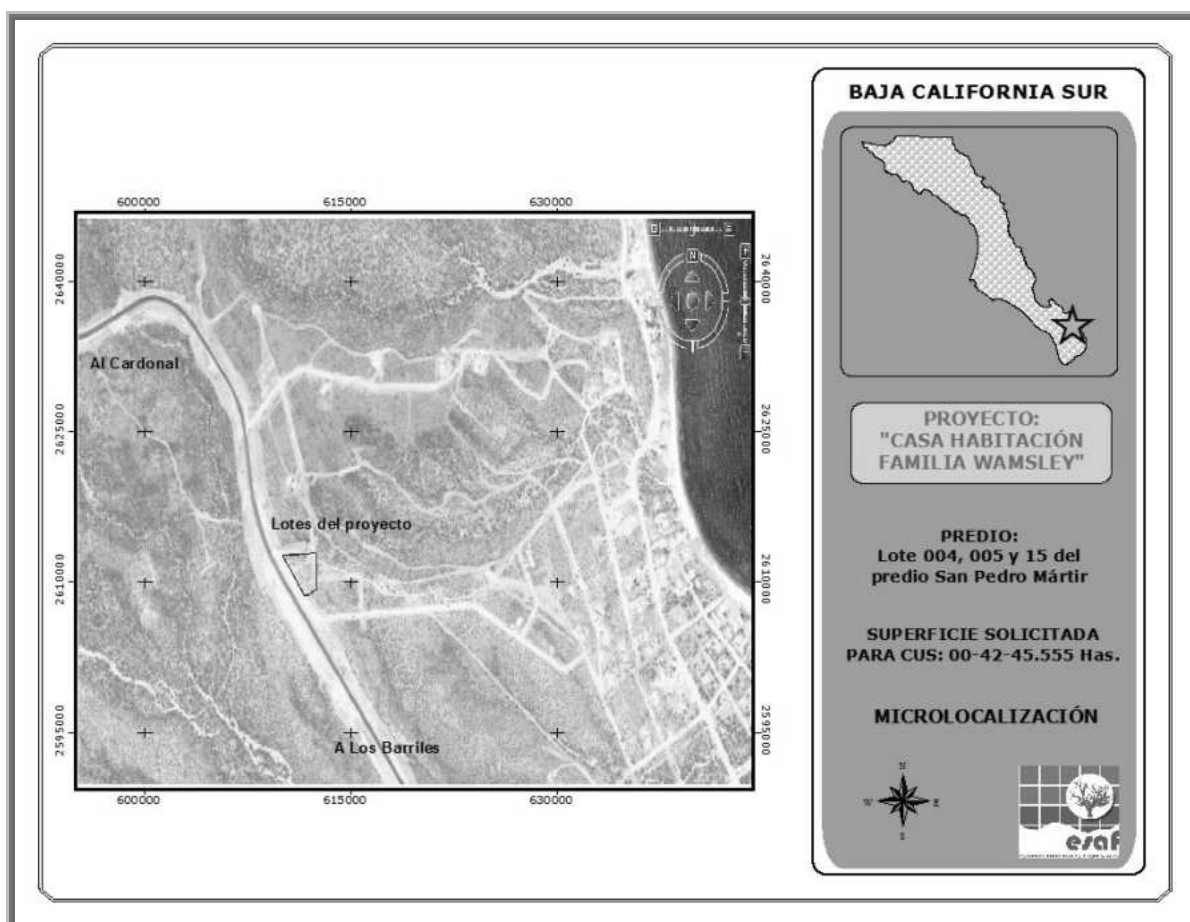 BAJA CALIFORNIA SUR
600000 615000 630000
2640000 2640000
Al Cardonal
2625000 2625000
Lotes del proyecto
2610000 2610000
A Los Barriles
2595000 2595000
600000 615000 630000
N
PROYECTO:
"CASA HABITACIÓN
FAMILIA WAMSLEY"
PREDIO:
Lote 004, 005 y 15 del
predio San Pedro Mártir
SUPERFICIE SOLICITADA
PARA CUS: 00-42-45.555 Has.
MICROLOCALIZACIÓN
N
W E
S
esaf